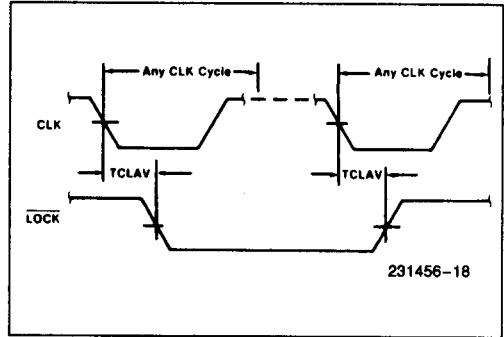 Any CLK Cycle
Any CLK Cycle
CLK
TCLAV
TCLAV
LOCK
231456–18